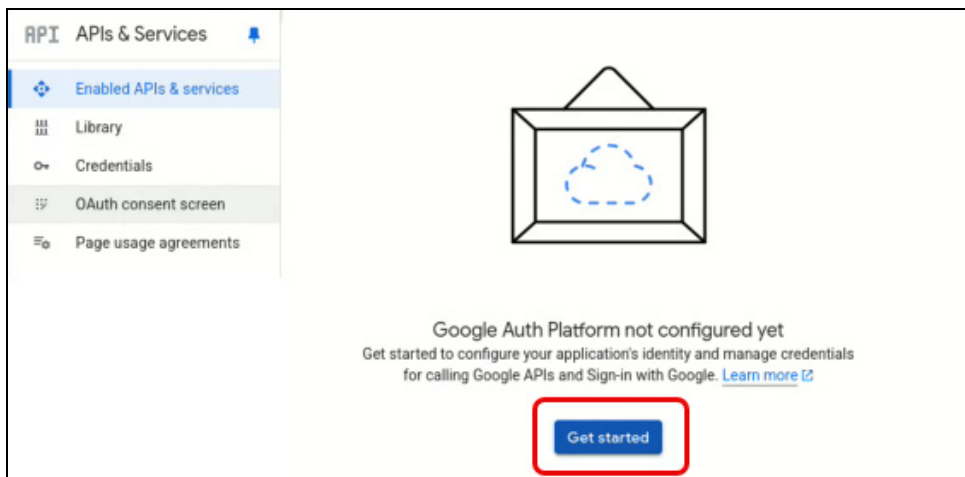 API APIs & Services
Enabled APIs & services
Library
Credentials
OAuth consent screen
Page usage agreements
Google Auth Platform not configured yet
Get started to configure your application's identity and manage credentials
for calling Google APIs and Sign-in with Google. Learn more
Get started